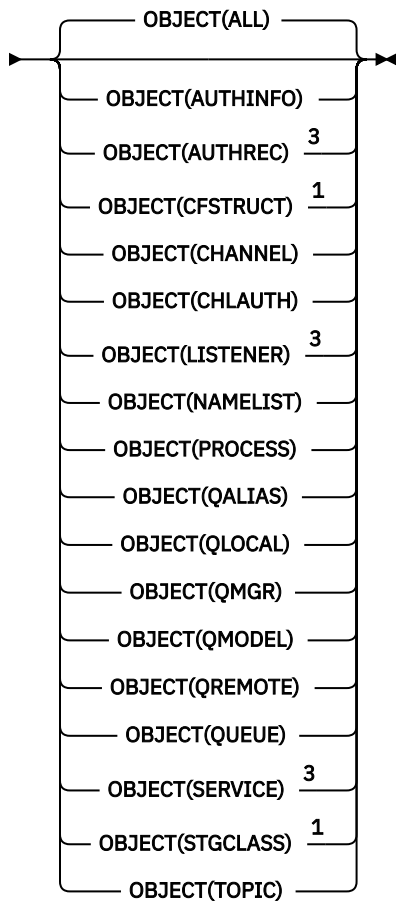 OBJECT(ALL)
OBJECT(AUTHINFO)
OBJECT(AUTHREC) 3
OBJECT(CFSTRUCT) 1
OBJECT(CHANNEL)
OBJECT(CHLAUTH)
OBJECT(LISTENER) 3
OBJECT(NAMELIST)
OBJECT(PROCESS)
OBJECT(QALIAS)
OBJECT(QLOCAL)
OBJECT(QMGR)
OBJECT(QMODEL)
OBJECT(QREMOTE)
OBJECT(QUEUE)
OBJECT(SERVICE) 3
OBJECT(STGCLASS) 1
OBJECT(TOPIC)